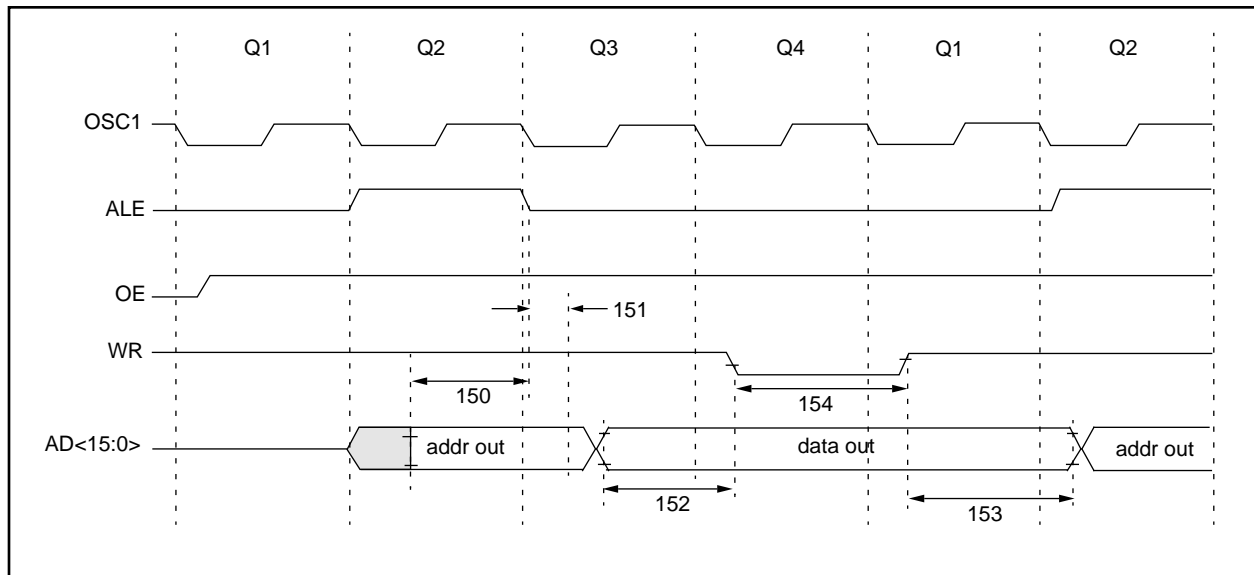 Q1 Q2 Q3 Q4 Q1 Q2
OSC1
ALE
OE
151
WR
150
154
AD<15:0>
addr out data out addr out
152
153